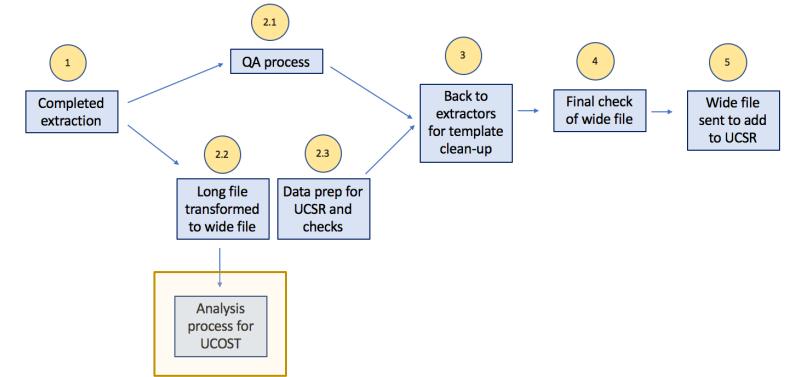 1
Completed
extraction
2.1
QA process
2.2
Long file
transformed
to wide file
2.3
Data prep for
UCSR and
checks
Analysis
process for
UCOST
3
Back to
extractors
for template
clean-up
4
Final check
of wide file
5
Wide file
sent to add
to UCSR